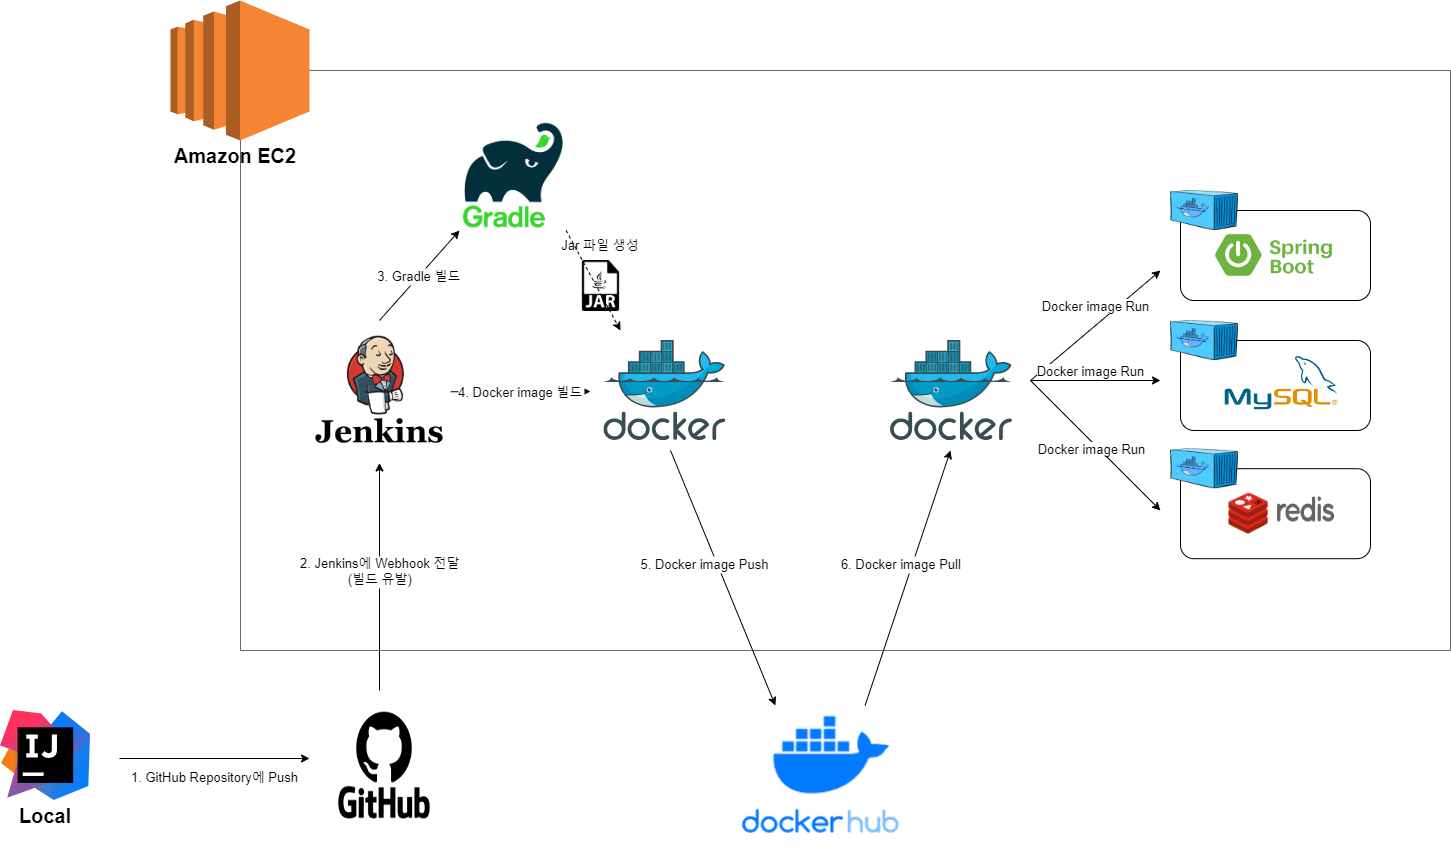 Amazon EC2
Gradle
3. Gradle 빌드
Jar 파일 생성
JAR
Jenkins
4. Docker image 빌드
docker
docker
Docker image Run
Spring
Boot
Docker image Run
MySQL
Docker image Run
redis
2. Jenkins에 Webhook 전달
(빌드 유발)
5. Docker image Push
6. Docker image Pull
IJ
Local
1. GitHub Repository에 Push
GitHub
dockerhub